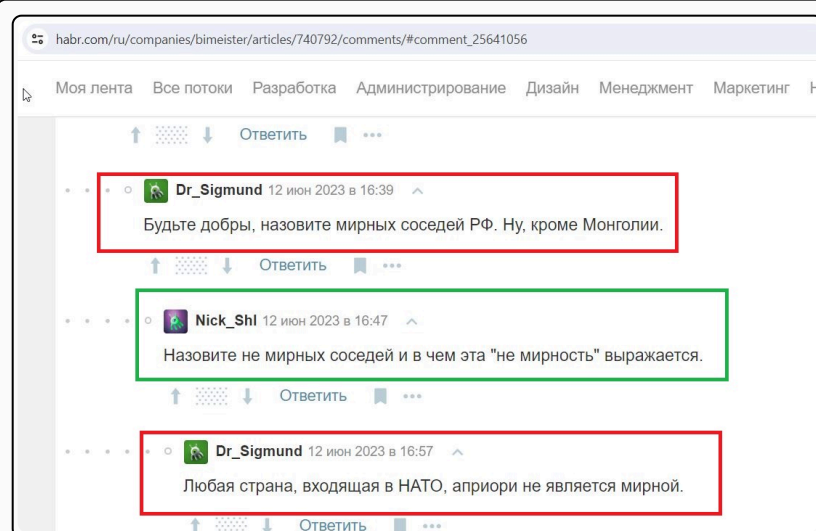 habr.com/ru/companies/bimeister/articles/740792/comments/#comment_25641056
Моя лента Все потоки Разработка Администрирование Дизайн Менеджмент Маркетинг
Ответить
Dr_Sigmund 12 июн 2023 в 16:39
Будьте добры, назовите мирных соседей РФ. Ну, кроме Монголии.
Ответить
Nick_Shl 12 июн 2023 в 16:47
Назовите не мирных соседей и в чем эта "не мирность" выражается.
Ответить
Dr_Sigmund 12 июн 2023 в 16:57
Любая страна, входящая в НАТО, априори не является мирной.
Ответить